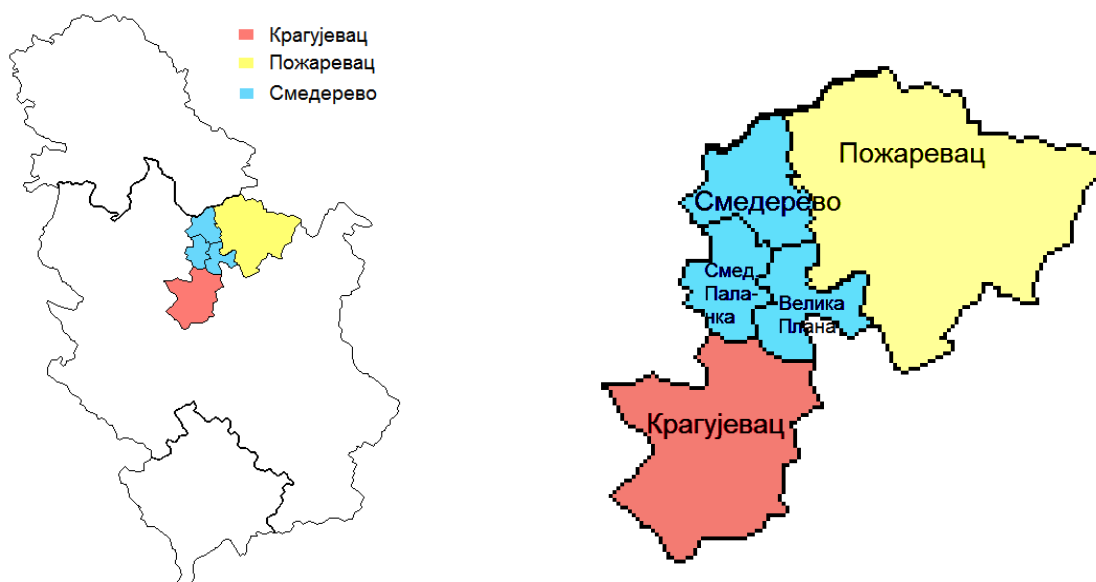 Крагујевац
Пожаревац
Смедерево
Пожаревац
Смедерево
Смед.
Пала-
нка
Велика
Плана
Крагујевац